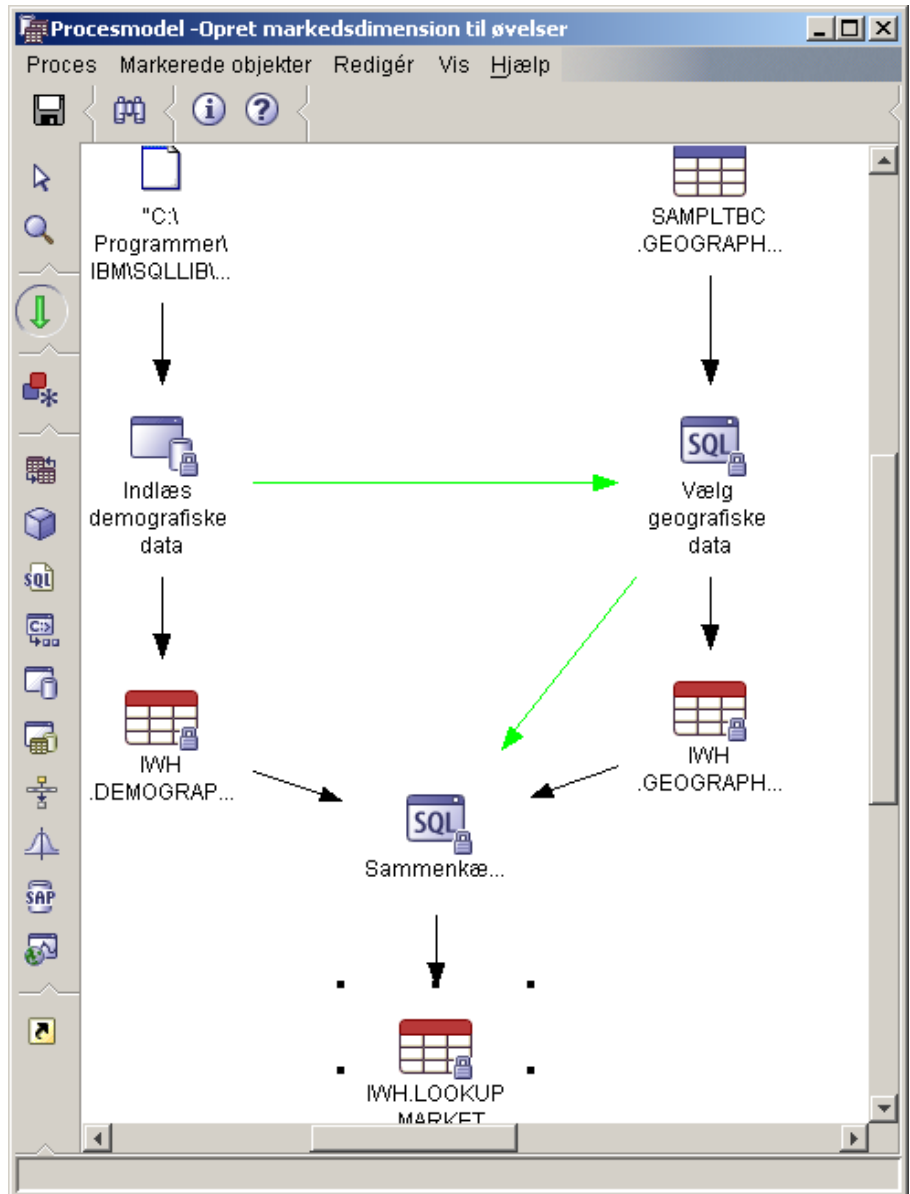 Procesmodel -Opret markedsdimension til øvelser
Proces Markerede objekter Redigér Vis Hjælp
"C:\
Programmer\
IBM\SQLLIB\...
SAMPLTBC
.GEOGRAPH...
SQL
Indlæs
demografiske
data
Vælg
geografiske
data
SQL
C:>
IWH
.DEMOGRAP...
IWH
.GEOGRAPH...
SQL
Sammenkæ...
SAP
IWH.LOOKUP
MARKET